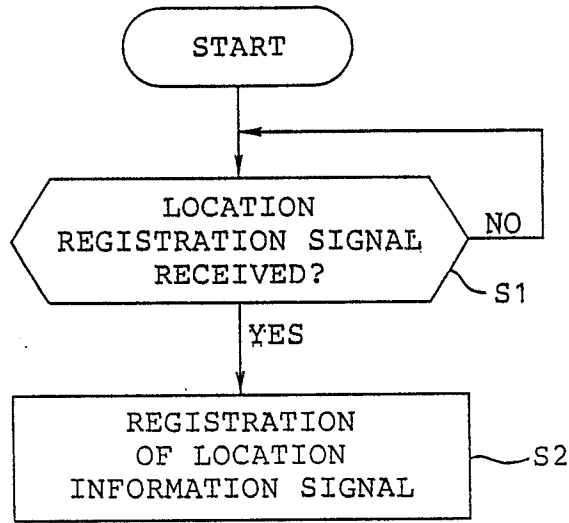 START
LOCATION
REGISTRATION SIGNAL
RECEIVED?
NO
S1
YES
REGISTRATION
OF LOCATION
INFORMATION SIGNAL
S2